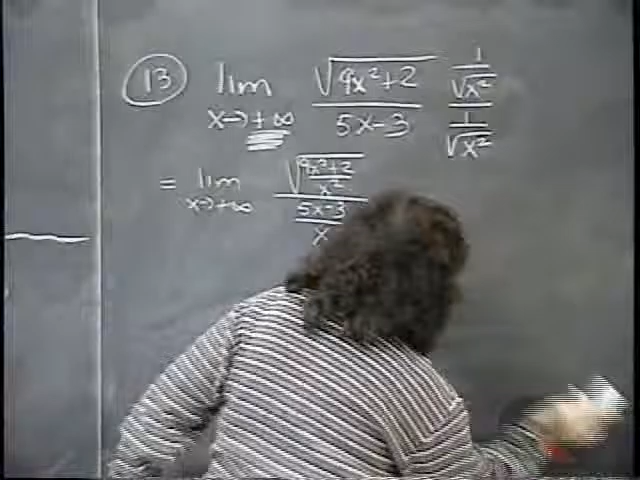 13 lim x→+∞ √(9x²+2) / (5x-3) (1/√x²) / (1/√x²)
= lim x→+∞ √((9x²+2)/x²) / ((5x-3)/x)